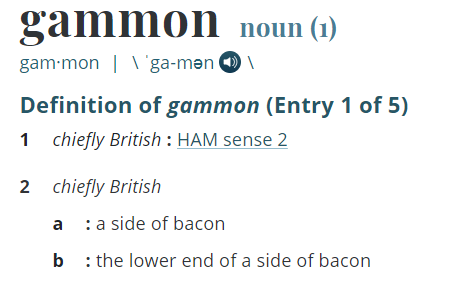 gammon noun (1)
gam·mon | \ ˈga-mən \
Definition of gammon (Entry 1 of 5)
1 chiefly British : HAM sense 2
2 chiefly British
a : a side of bacon
b : the lower end of a side of bacon